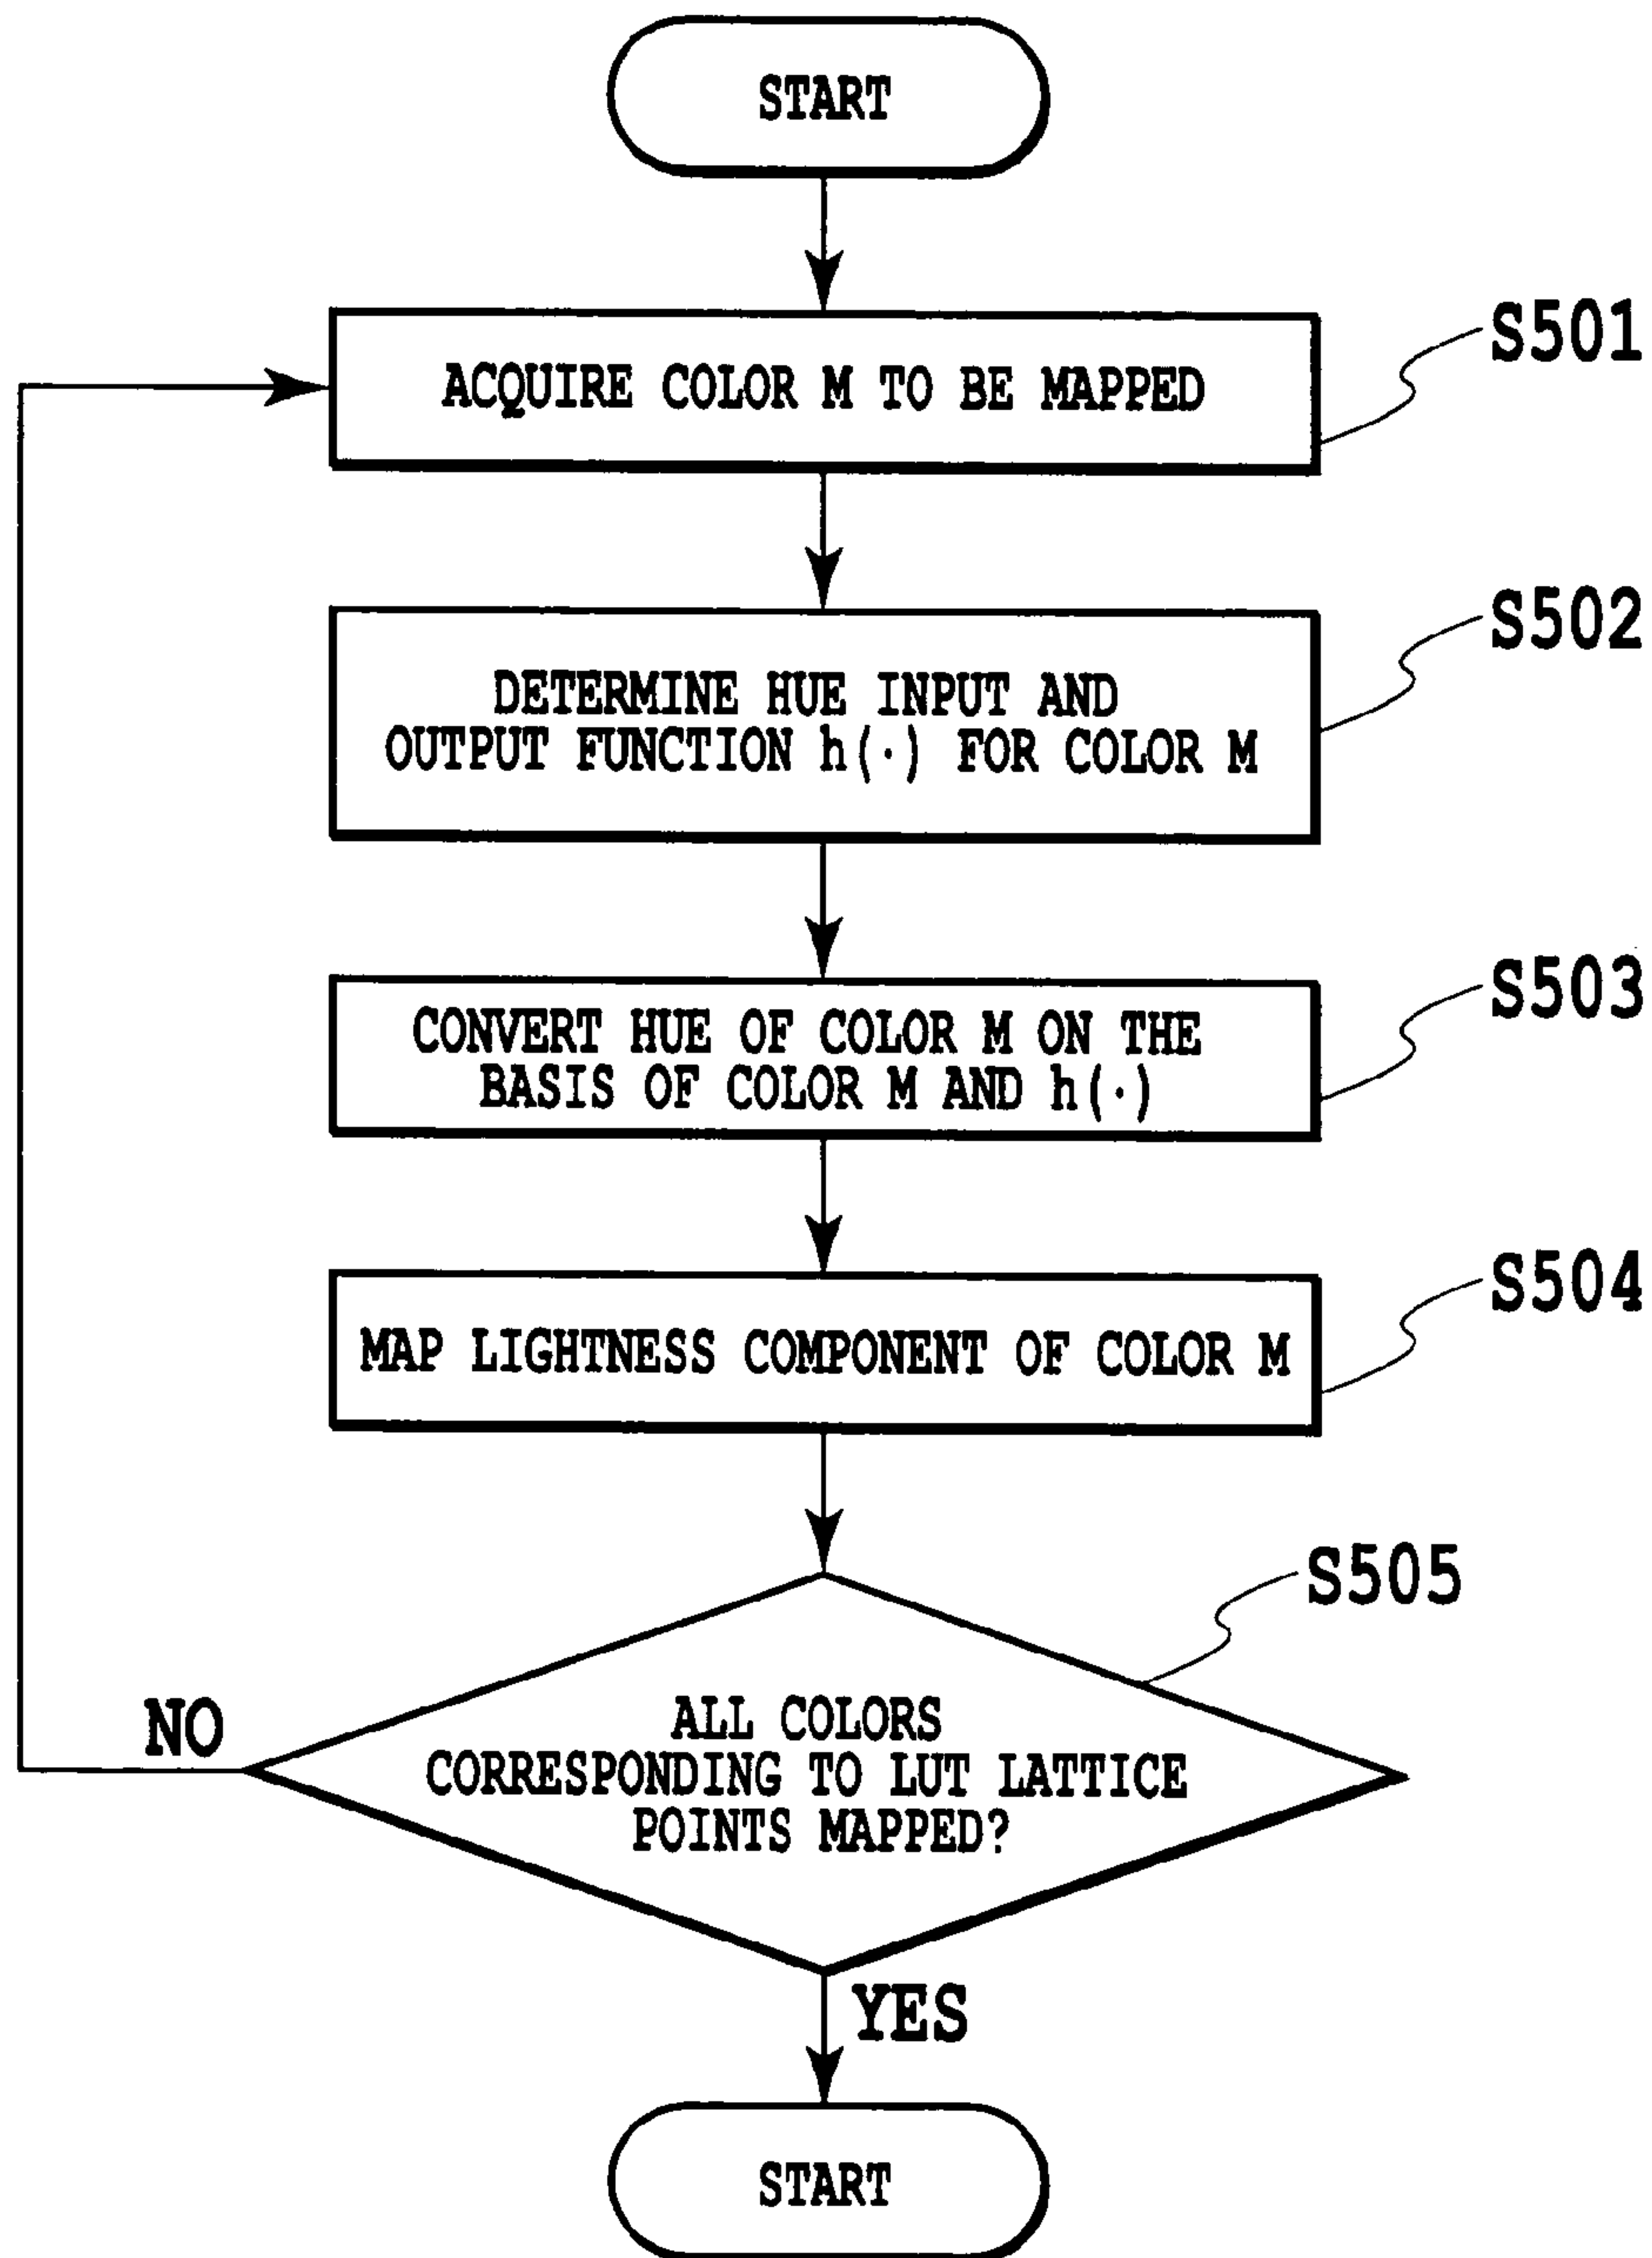 START
ACQUIRE COLOR M TO BE MAPPED
S501
DETERMINE HUE INPUT AND
OUTPUT FUNCTION h(·) FOR COLOR M
S502
CONVERT HUE OF COLOR M ON THE
BASIS OF COLOR M AND h(·)
S503
MAP LIGHTNESS COMPONENT OF COLOR M
S504
S505
ALL COLORS
CORRESPONDING TO LUT LATTICE
POINTS MAPPED?
NO
YES
START